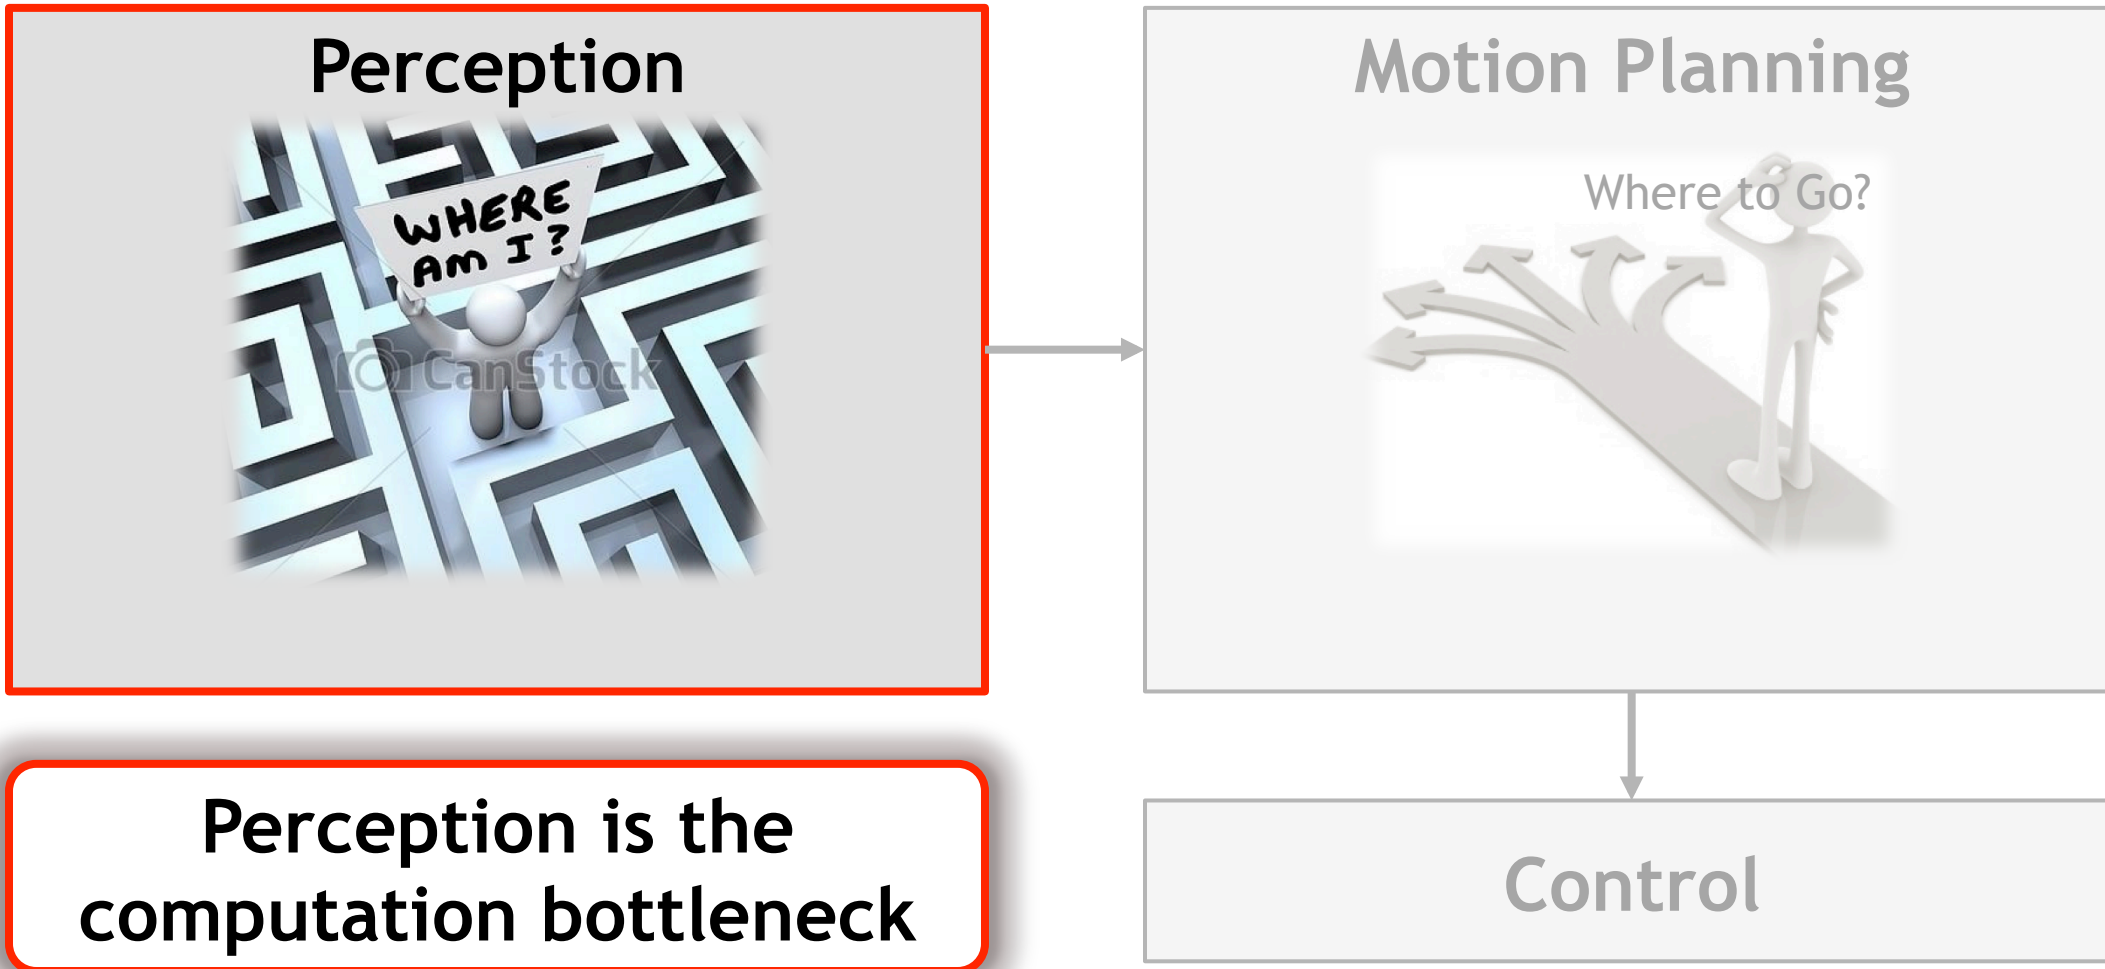 Perception
WHERE
AM I?
CanStock
Perception is the
computation bottleneck
Motion Planning
Where to Go?
Control